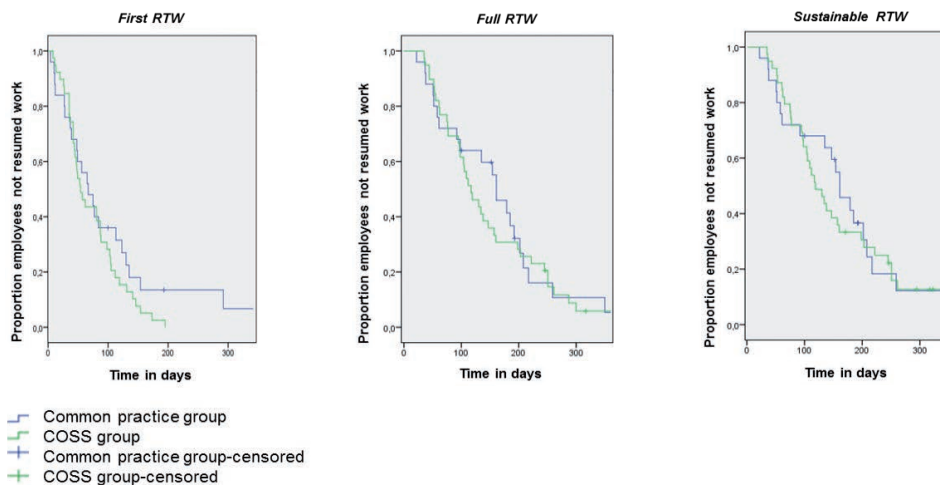 First RTW
Full RTW
Sustainable RTW
Proportion employees not resumed work
1,0
0,8
0,6
0,4
0,2
0,0
0
100
200
300
Time in days
Proportion employees not resumed work
1,0
0,8
0,6
0,4
0,2
0,0
0
100
200
300
Time in days
Proportion employees not resumed work
1,0
0,8
0,6
0,4
0,2
0,0
0
100
200
300
Time in days
Common practice group
COSS group
Common practice group-censored
COSS group-censored